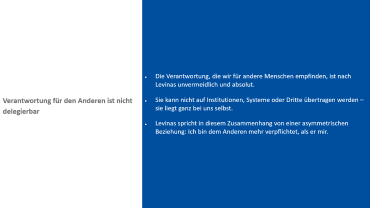 Verantwortung für den Anderen ist nicht
delegierbar
• Die Verantwortung, die wir für andere Menschen empfinden, ist nach
Levinas unvermeidlich und absolut.
• Sie kann nicht auf Institutionen, Systeme oder Dritte übertragen werden –
sie liegt ganz bei uns selbst.
• Levinas spricht in diesem Zusammenhang von einer asymmetrischen
Beziehung: Ich bin dem Anderen mehr verpflichtet, als er mir.